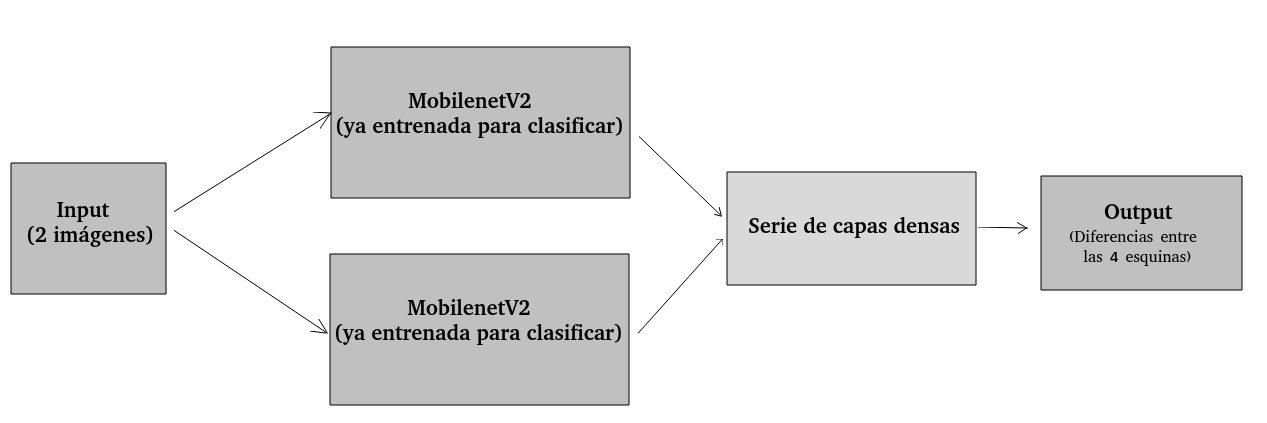 Input
(2 imágenes)
MobilenetV2
(ya entrenada para clasificar)
MobilenetV2
(ya entrenada para clasificar)
Serie de capas densas
Output
(Diferencias entre
las 4 esquinas)